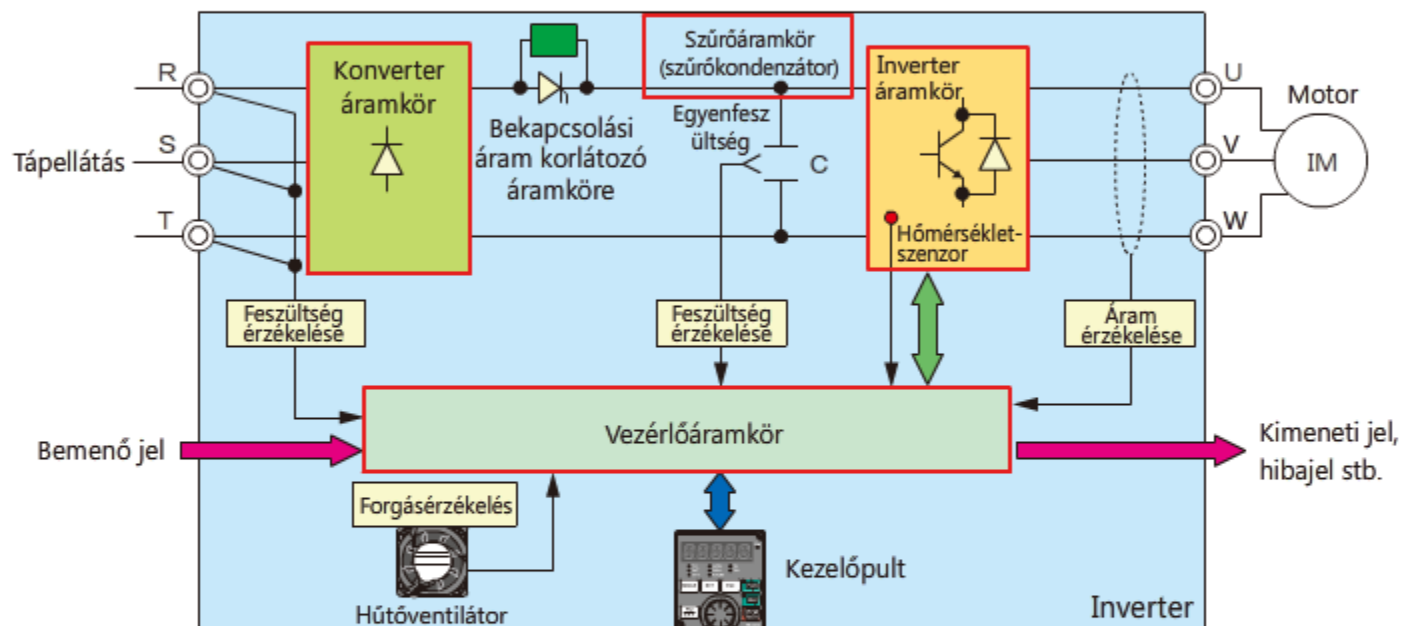 R
S
T
Tápellátás
Konverter
áramkör
Bekapcsolási
áram korlátozó
áramköre
Szűrőáramkör
(szűrőkondenzátor)
Egyenfesz
ültség
C
Inverter
áramkör
Hőmérséklet-
szenzor
U
V
W
Motor
IM
Feszültség
érzékelése
Feszültség
érzékelése
Áram
érzékelése
Bemenő jel
Vezérlőáramkör
Kimeneti jel,
hibajel stb.
Forgásérzékelés
Hűtőventilátor
Kezelőpult
Inverter